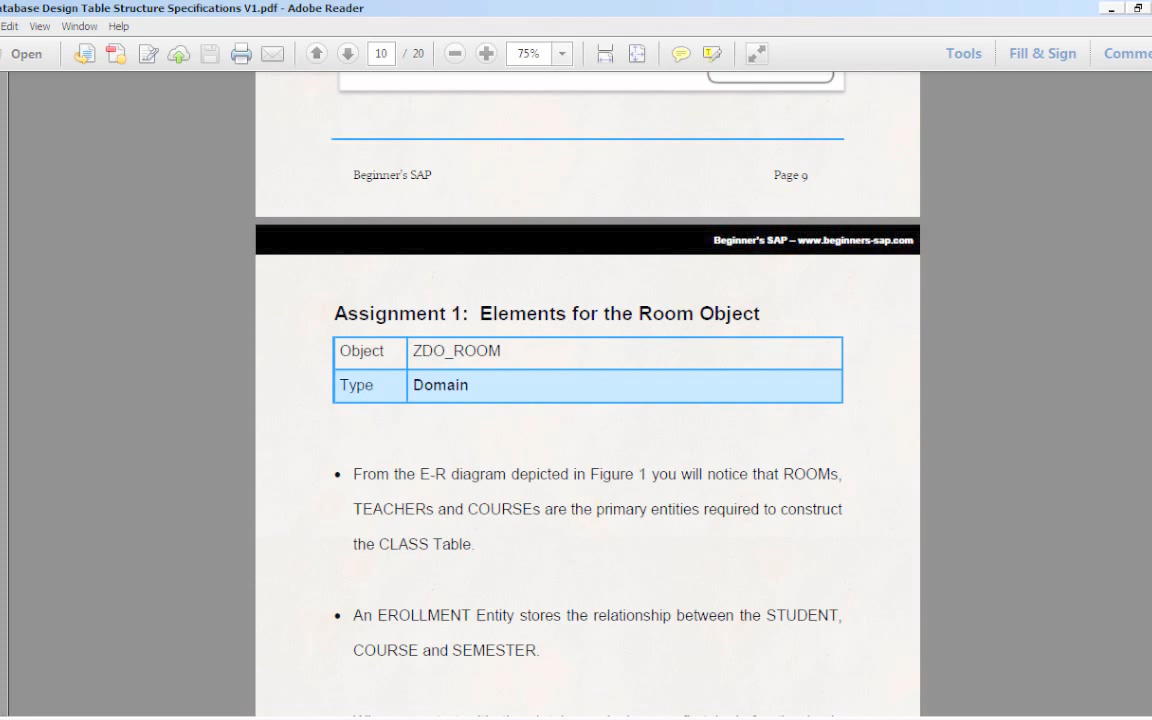 atabase Design Table Structure Specifications V1.pdf - Adobe Reader
Edit View Window Help
Open 10 / 20 75% Tools Fill & Sign Comme
Beginner's SAP Page 9
Beginner's SAP – www.beginners-sap.com
Assignment 1: Elements for the Room Object
Object ZDO_ROOM
Type Domain
• From the E-R diagram depicted in Figure 1 you will notice that ROOMs,
TEACHERs and COURSEs are the primary entities required to construct
the CLASS Table.
• An EROLLMENT Entity stores the relationship between the STUDENT,
COURSE and SEMESTER.